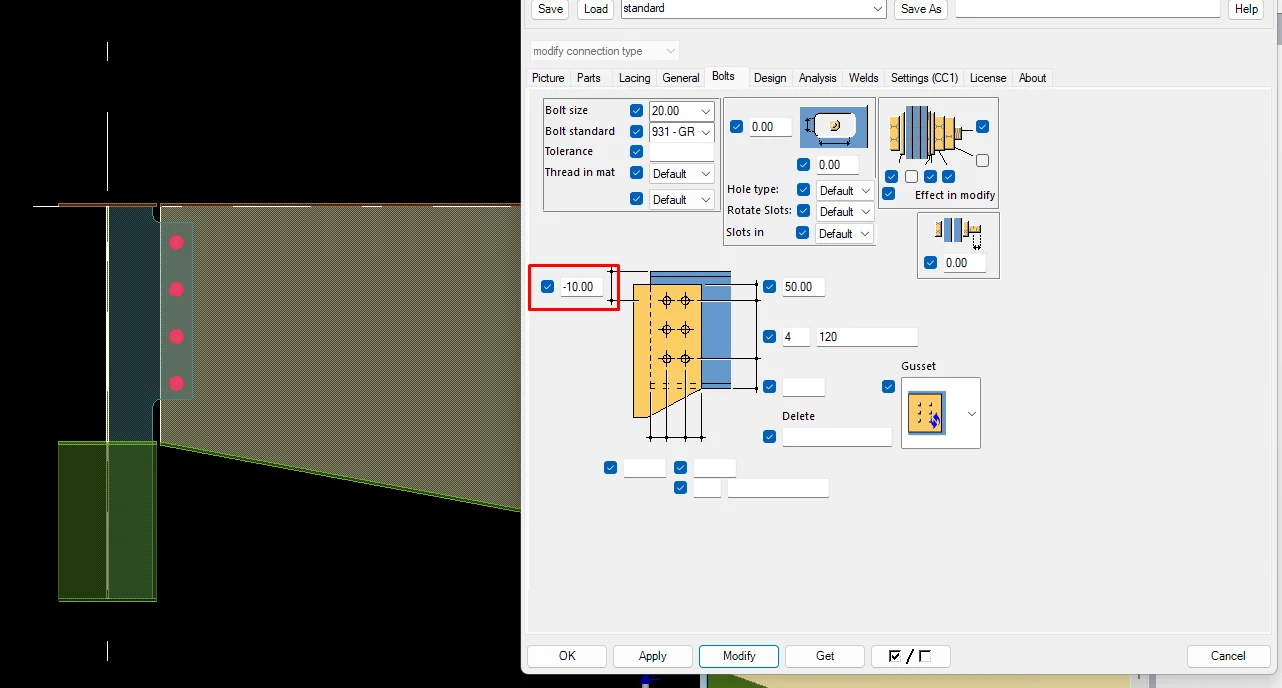 Save Load standard Save As Help
modify connection type
Picture Parts Lacing General Bolts Design Analysis Welds Settings (CC1) License About
Bolt size 20.00
Bolt standard 931 - GR
Tolerance
Thread in mat Default
Default
0.00
0.00
Hole type: Default
Rotate Slots: Default
Slots in Default
Effect in modify
0.00
-10.00
50.00
4 120
Gusset
Delete
OK Apply Modify Get / Cancel